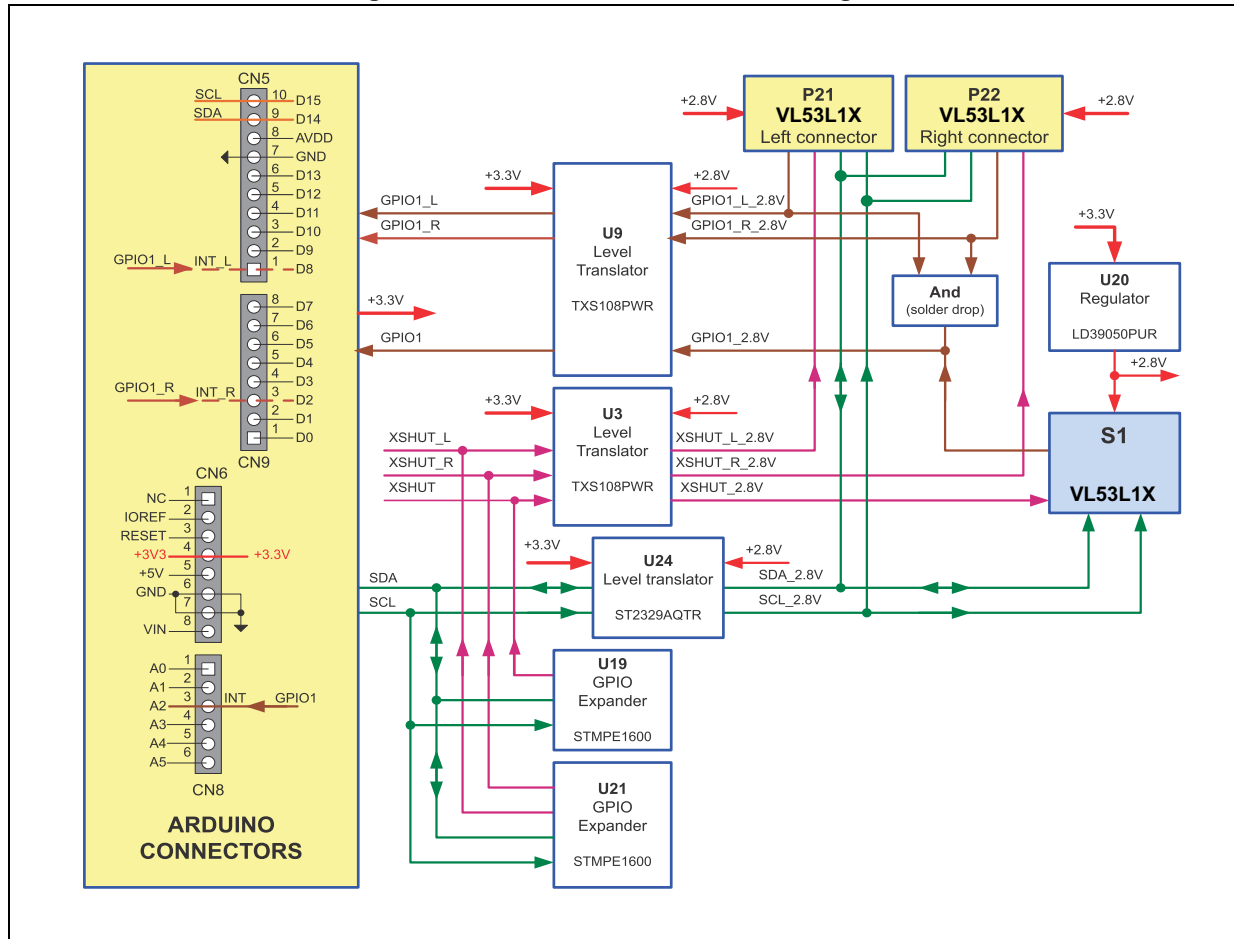 CN5
SCL 10 D15
SDA 9 D14
8 AVDD
7 GND
6 D13
5 D12
4 D11
3 D10
2 D9
GPIO1_L INT_L 1 D8
8 D7
7 D6
6 D5
5 D4
4 D3
GPIO1_R INT_R 3 D2
2 D1
1 D0
CN9
CN6
NC 1
IOREF 2
RESET 3
+3V3 4 +3.3V
+5V 5
GND 6
7
VIN 8
A0 1
A1 2
A2 3 INT GPIO1
A3 4
A4 5
A5 6
CN8
ARDUINO
CONNECTORS
GPIO1_L
GPIO1_R
+3.3V
GPIO1
+3.3V
U9
Level
Translator
TXS108PWR
+2.8V
GPIO1_L_2.8V
GPIO1_R_2.8V
GPIO1_2.8V
+2.8V
P21
VL53L1X
Left connector
P22
VL53L1X
Right connector
+2.8V
And
(solder drop)
+3.3V
U20
Regulator
LD39050PUR
+2.8V
S1
VL53L1X
+3.3V
XSHUT_L
XSHUT_R
XSHUT
U3
Level
Translator
TXS108PWR
+2.8V
XSHUT_L_2.8V
XSHUT_R_2.8V
XSHUT_2.8V
+3.3V
SDA
SCL
U24
Level translator
ST2329AQTR
+2.8V
SDA_2.8V
SCL_2.8V
U19
GPIO
Expander
STMPE1600
U21
GPIO
Expander
STMPE1600